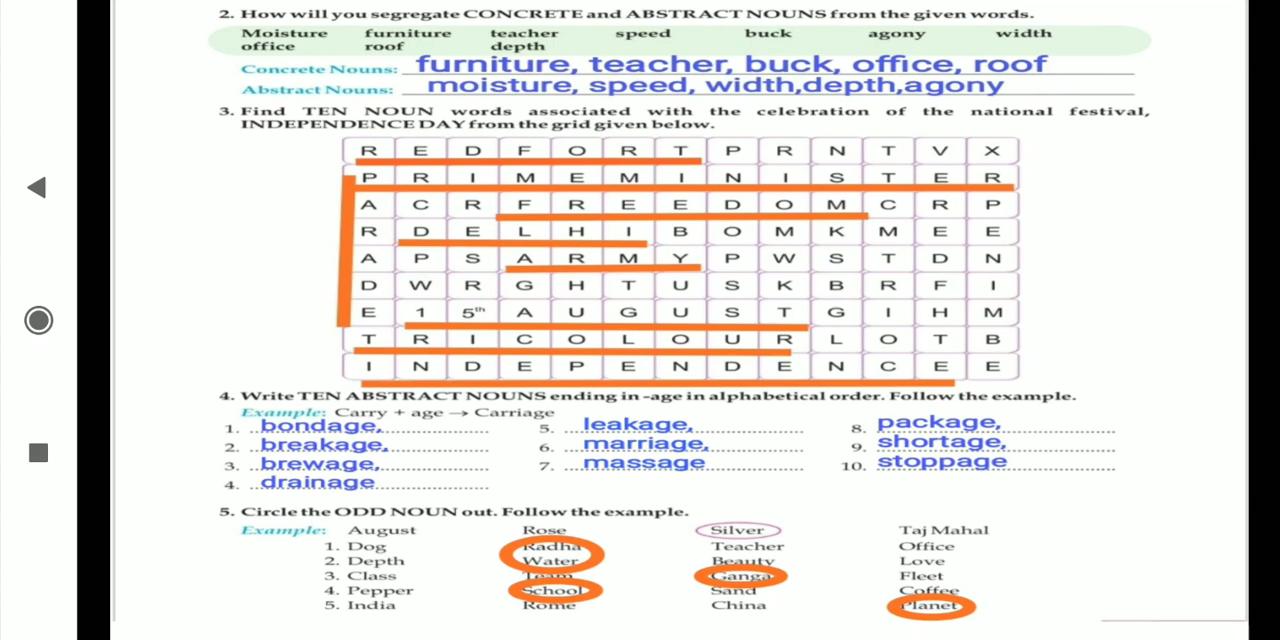 2. How will you segregate CONCRETE and ABSTRACT NOUNS from the given words.
Moisture furniture teacher speed buck agony width
office roof depth
Concrete Nouns: furniture, teacher, buck, office, roof
Abstract Nouns: moisture, speed, width,depth,agony
3. Find TEN NOUN words associated with the celebration of the national festival,
INDEPENDENCE DAY from the grid given below.
R E D F O R T P R N T V X
P R I M E M I N I S T E R
A C R F R E E D O M C R P
R D E L H I B O M K M E E
A P S A R M Y P W S T D N
D W R G H T U S K B R F I
E 1 5th A U G U S T G I H M
T R I C O L O U R L O T B
I N D E P E N D E N C E E
4. Write TEN ABSTRACT NOUNS ending in -age in alphabetical order. Follow the example.
Example: Carry + age → Carriage
1. bondage, 5. leakage, 8. package,
2. breakage, 6. marriage, 9. shortage,
3. brewage, 7. massage 10. stoppage
4. drainage
5. Circle the ODD NOUN out. Follow the example.
Example: August Rose Silver Taj Mahal
1. Dog Radha Teacher Office
2. Depth Water Beauty Love
3. Class Team Ganga Fleet
4. Pepper School Sand Coffee
5. India Rome China Planet